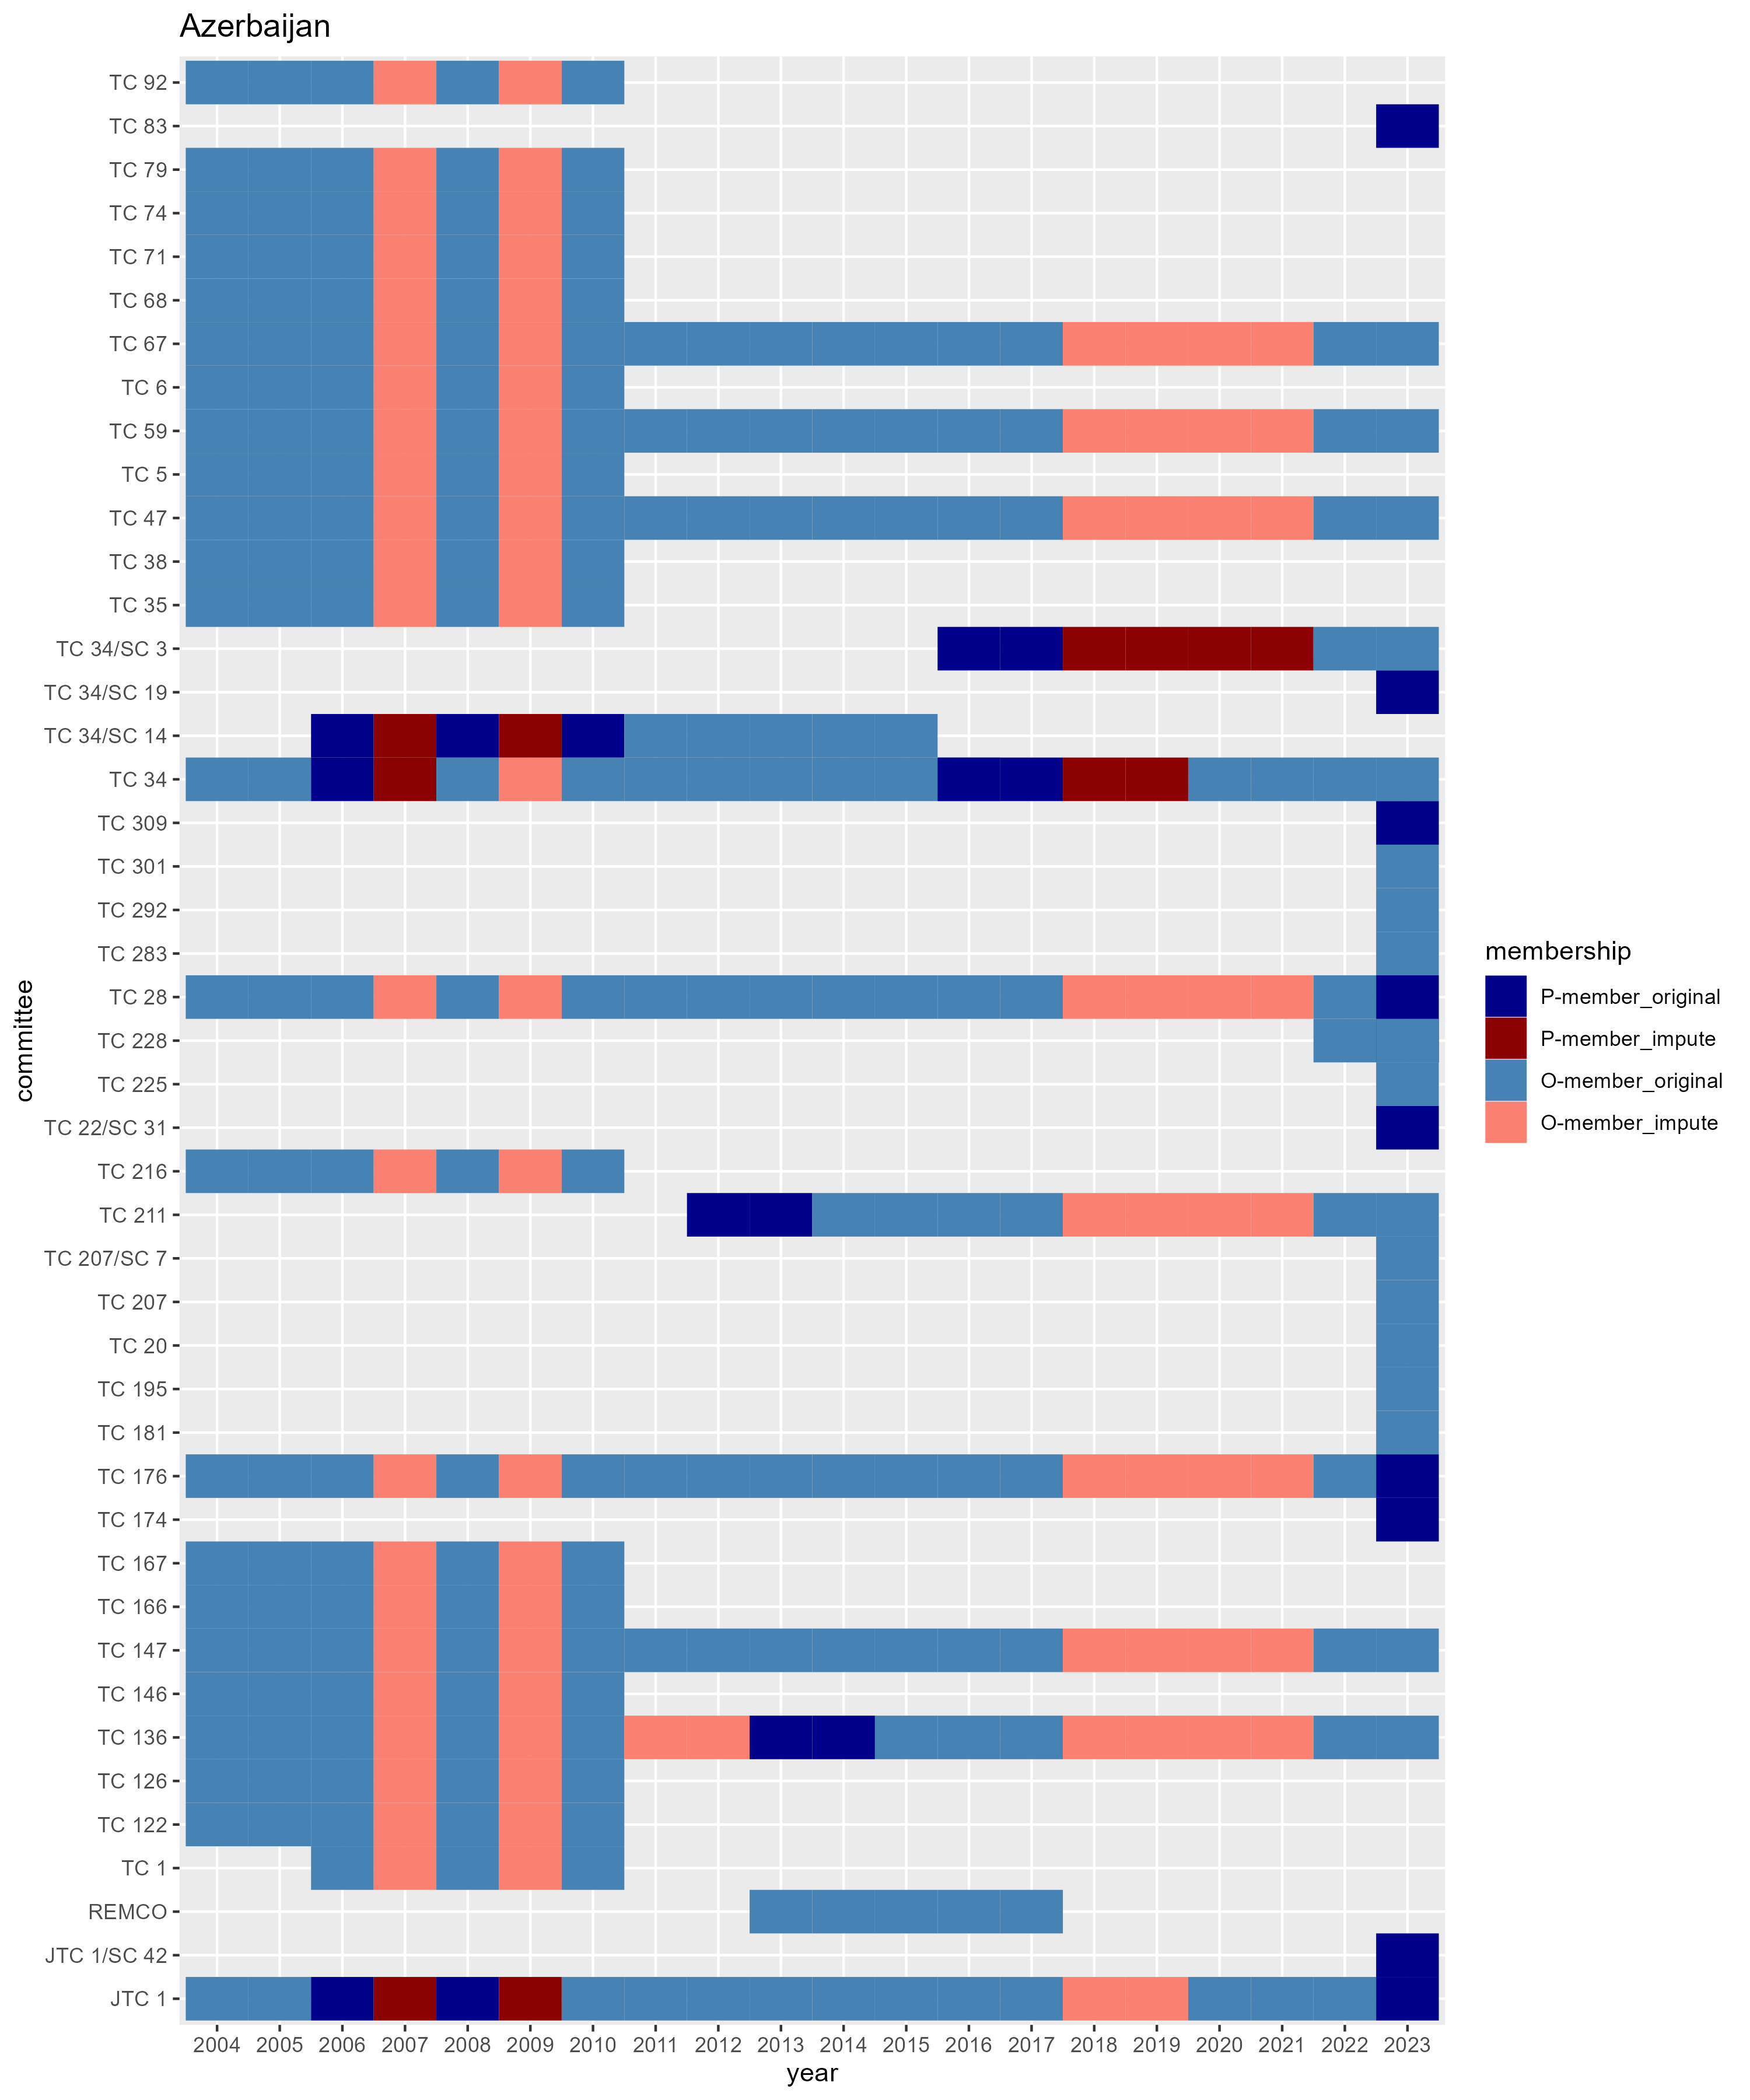 Azerbaijan
TC 92
TC 83
TC 79
TC 74
TC 71
TC 68
TC 67
TC 6
TC 59
TC 5
TC 47
TC 38
TC 35
TC 34/SC 3
TC 34/SC 19
TC 34/SC 14
TC 34
TC 309
TC 301
TC 292
TC 283
TC 28
TC 228
TC 225
TC 22/SC 31
TC 216
TC 211
TC 207/SC 7
TC 207
TC 20
TC 195
TC 181
TC 176
TC 174
TC 167
TC 166
TC 147
TC 146
TC 136
TC 126
TC 122
TC 1
REMCO
JTC 1/SC 42
JTC 1
committee
2004 2005 2006 2007 2008 2009 2010 2011 2012 2013 2014 2015 2016 2017 2018 2019 2020 2021 2022 2023
year
membership
P-member_original
P-member_impute
O-member_original
O-member_impute